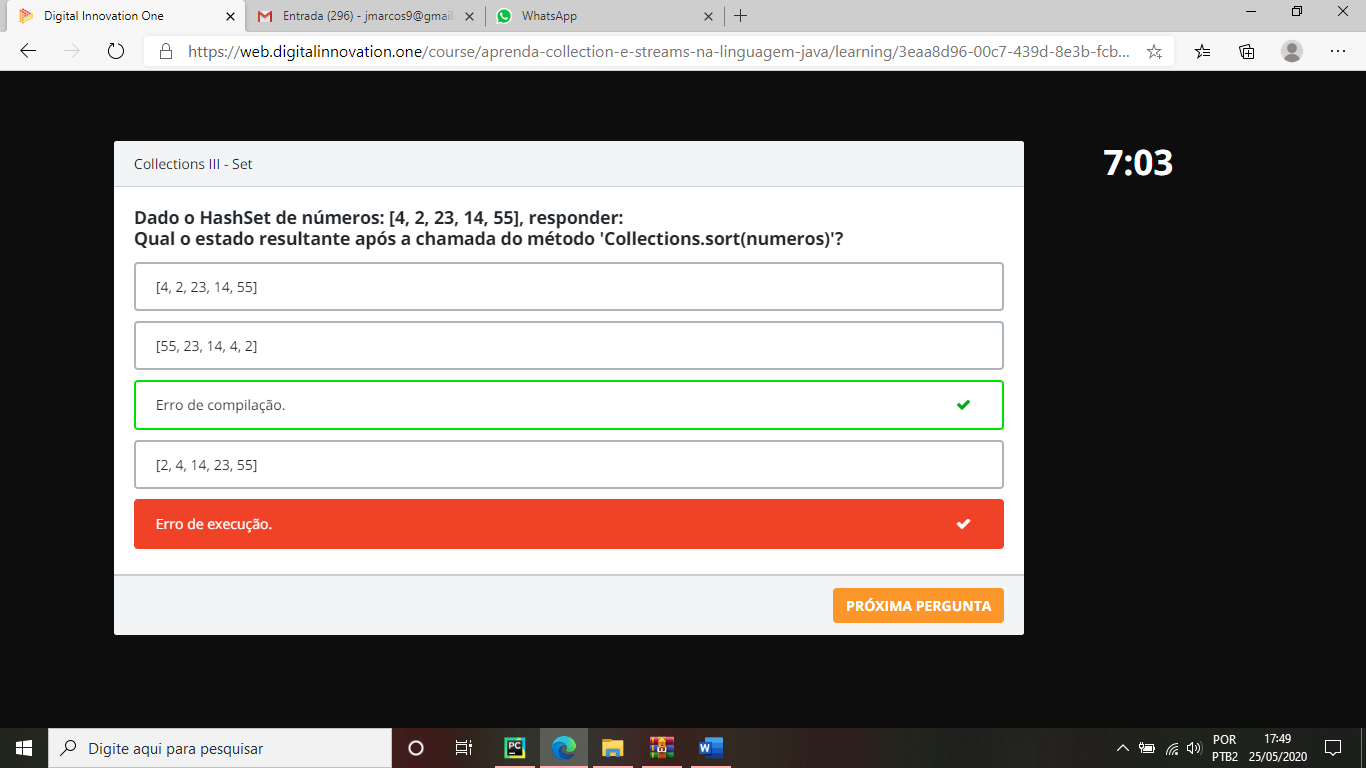 Digital Innovation One
Entrada (296) - jmarcos9@gmail.
WhatsApp
https://web.digitalinnovation.one/course/aprenda-collection-e-streams-na-linguagem-java/learning/3eaa8d96-00c7-439d-8e3b-fcb...
Collections III - Set
7:03
Dado o HashSet de números: [4, 2, 23, 14, 55], responder:
Qual o estado resultante após a chamada do método 'Collections.sort(numeros)'?
[4, 2, 23, 14, 55]
[55, 23, 14, 4, 2]
Erro de compilação.
[2, 4, 14, 23, 55]
Erro de execução.
PRÓXIMA PERGUNTA
Digite aqui para pesquisar
PC
W
POR
PTB2
17:49
25/05/2020